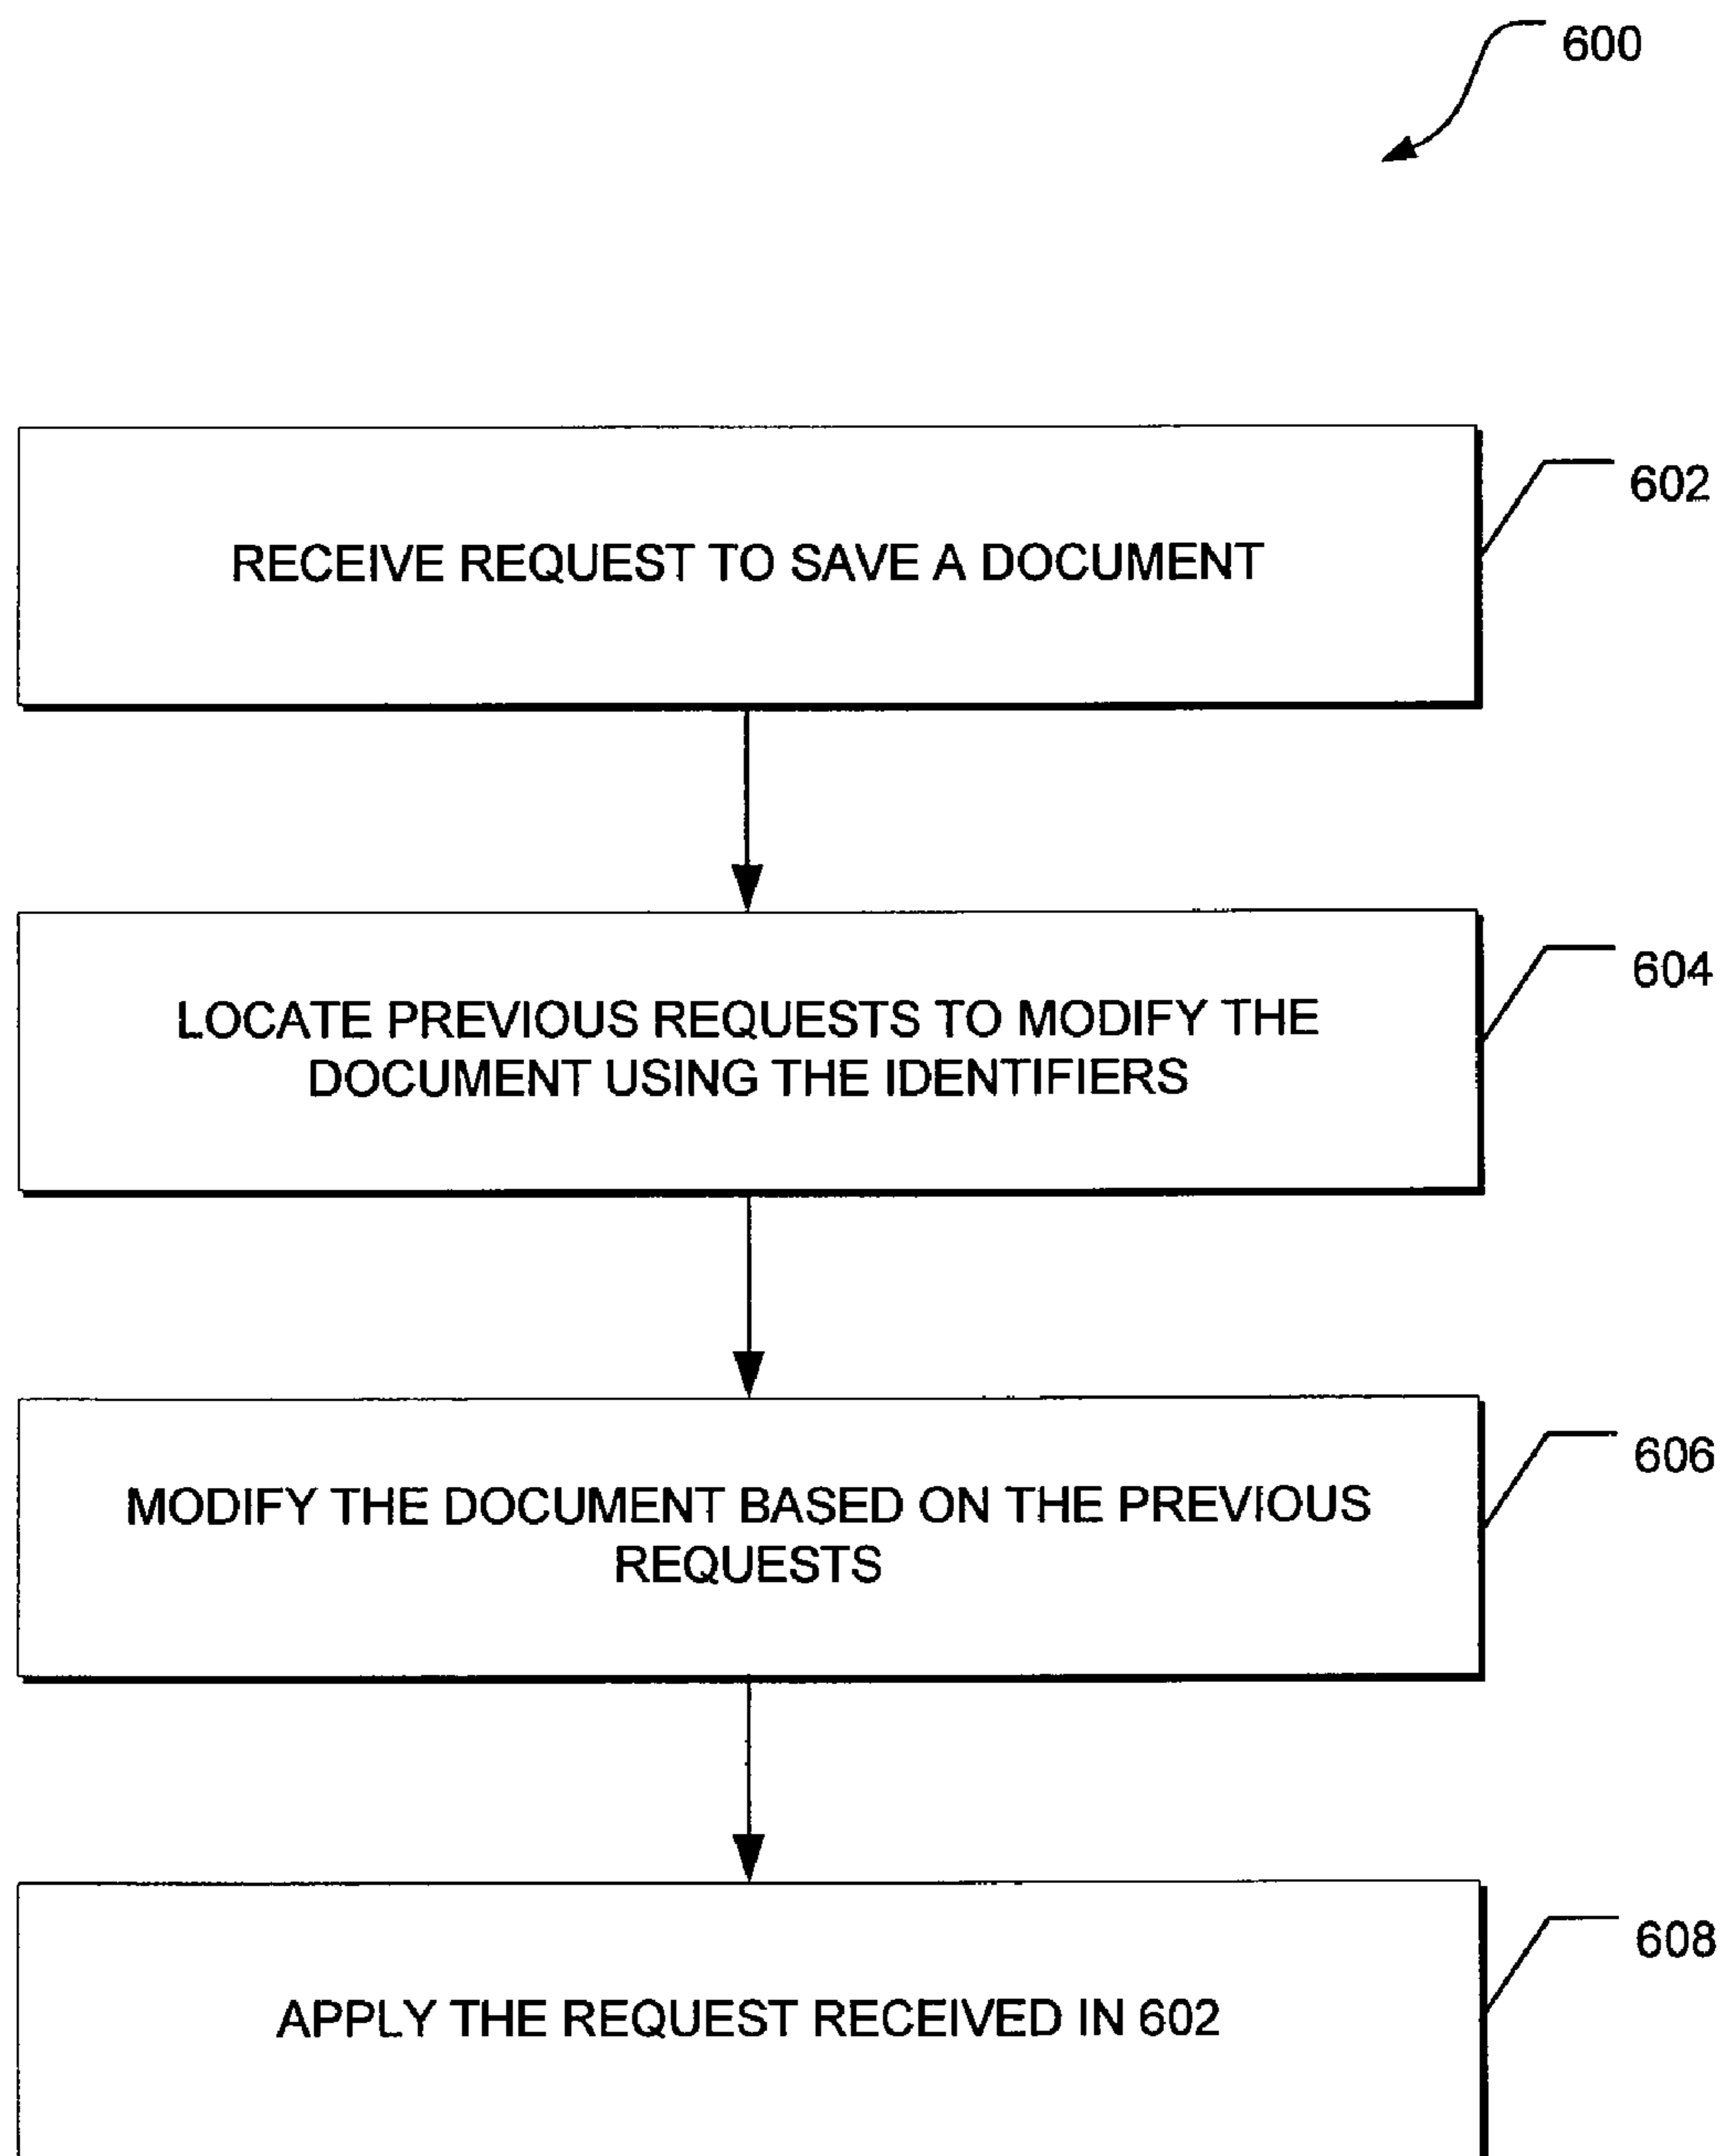 600
602
RECEIVE REQUEST TO SAVE A DOCUMENT
604
LOCATE PREVIOUS REQUESTS TO MODIFY THE
DOCUMENT USING THE IDENTIFIERS
606
MODIFY THE DOCUMENT BASED ON THE PREVIOUS
REQUESTS
608
APPLY THE REQUEST RECEIVED IN 602